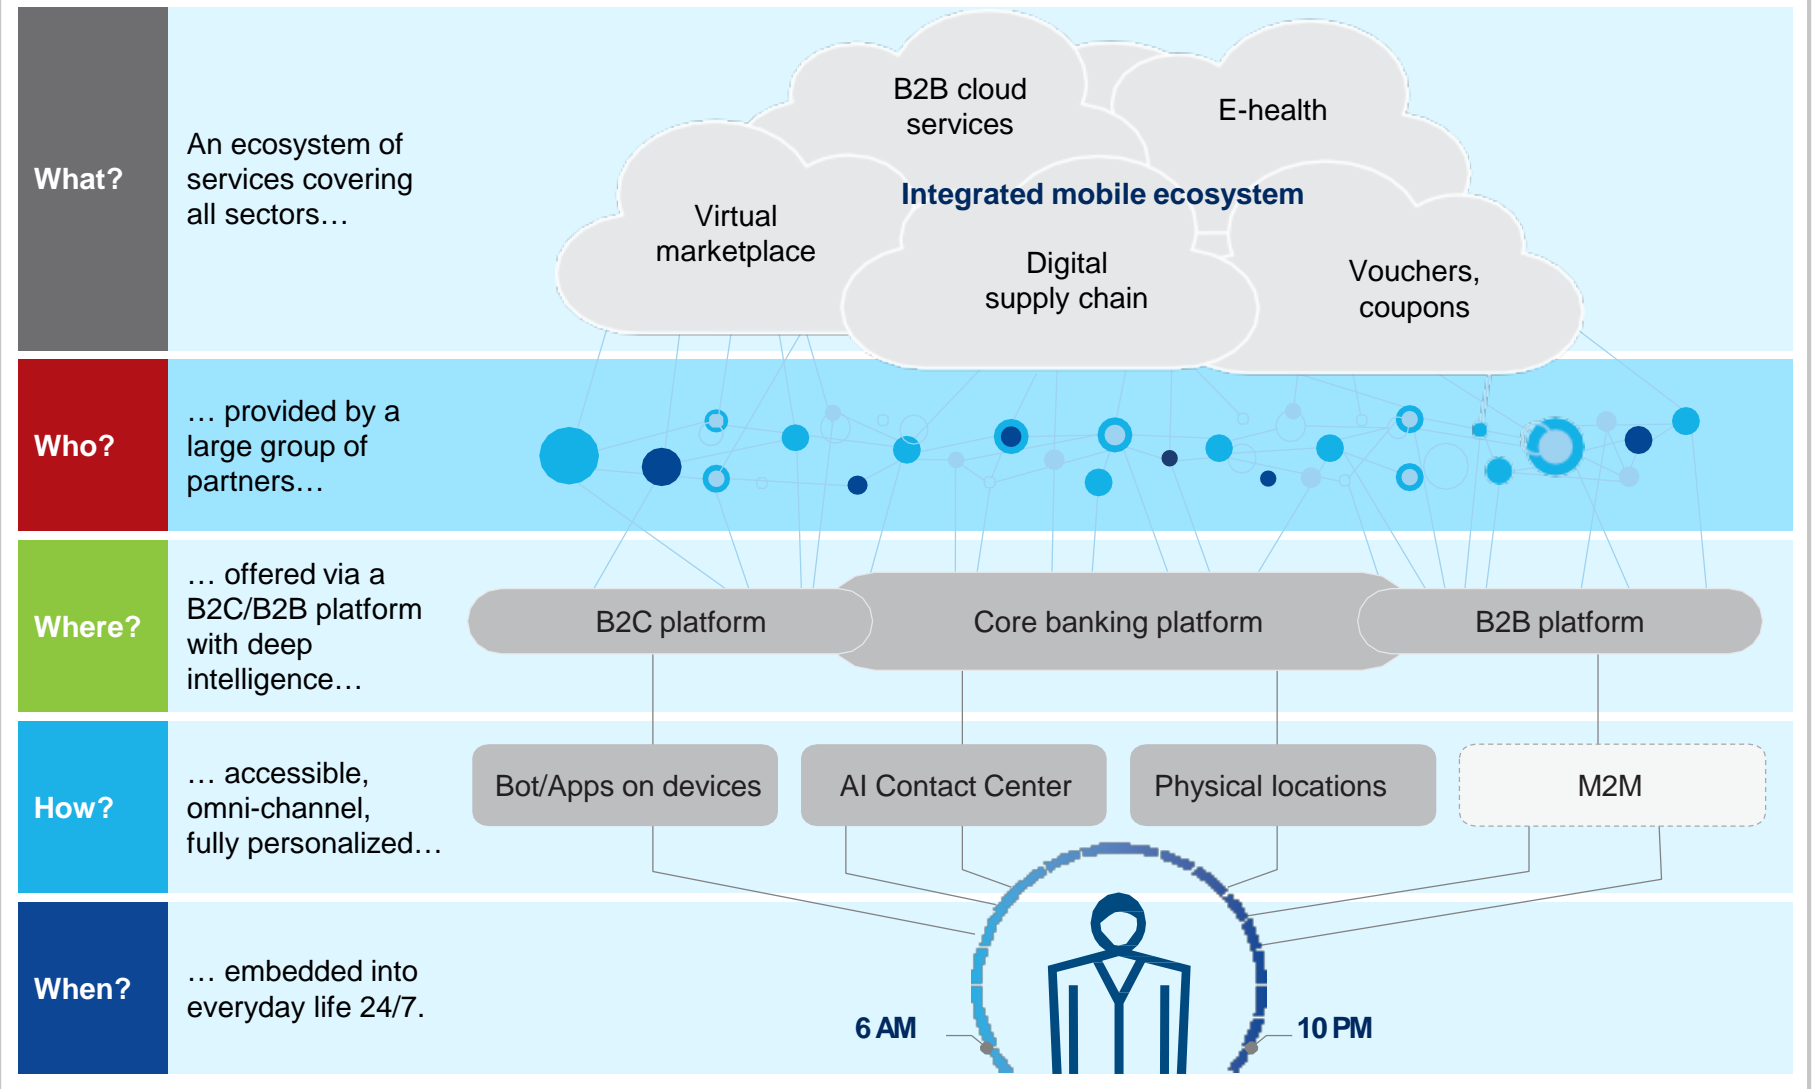 What?
An ecosystem of
services covering
all sectors…
B2B cloud
services
E-health
Integrated mobile ecosystem
Virtual
marketplace
Digital
supply chain
Vouchers,
coupons
Who?
… provided by a
large group of
partners…
Where?
… offered via a
B2C/B2B platform
with deep
intelligence…
B2C platform
Core banking platform
B2B platform
How?
… accessible,
omni-channel,
fully personalized…
Bot/Apps on devices
AI Contact Center
Physical locations
M2M
When?
… embedded into
everyday life 24/7.
6 AM
10 PM